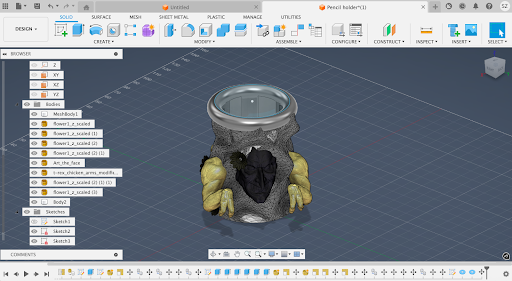 Untitled
Pencil holder*(1)
SZ
DESIGN
SOLID SURFACE MESH SHEET METAL PLASTIC MANAGE UTILITIES
CREATE MODIFY ASSEMBLE CONFIGURE CONSTRUCT INSPECT INSERT SELECT
BROWSER
Z
XY
XZ
YZ
Bodies
MeshBody1
flower1_z_scaled
flower1_z_scaled (1)
flower1_z_scaled (2)
flower1_z_scaled (2) (1)
Art_the_face
t-rex_chicken_arms_modifi...
flower1_z_scaled (2) (1) (1)
flower1_z_scaled (3)
Body2
Sketches
Sketch1
Sketch2
Sketch3
COMMENTS